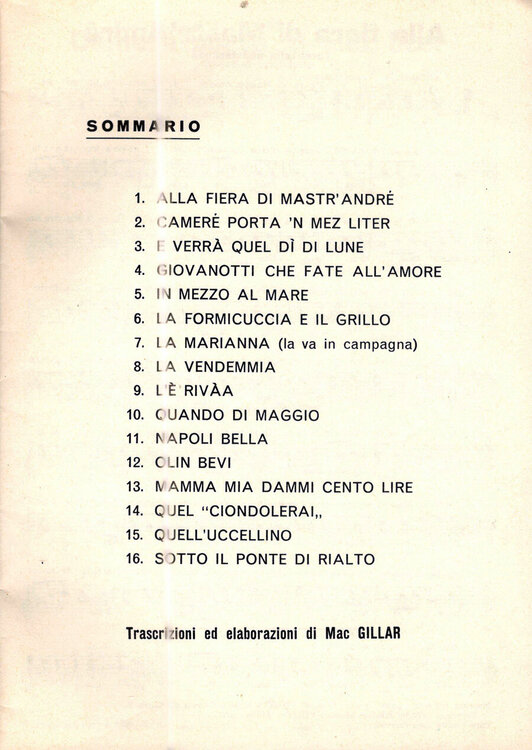 SOMMARIO
1. ALLA FIERA DI MASTR'ANDRÉ
2. CAMERÉ PORTA 'N MEZ LITER
3. E VERRÀ QUEL DÌ DI LUNE
4. GIOVANOTTI CHE FATE ALL'AMORE
5. IN MEZZO AL MARE
6. LA FORMICUCCIA E IL GRILLO
7. LA MARIANNA (la va in campagna)
8. LA VENDEMMIA
9. L'È RIVÀA
10. QUANDO DI MAGGIO
11. NAPOLI BELLA
12. OLIN BEVI
13. MAMMA MIA DAMMI CENTO LIRE
14. QUEL “CIONDOLERAI„
15. QUELL'UCCELLINO
16. SOTTO IL PONTE DI RIALTO
Trascrizioni ed elaborazioni di Mac GILLAR